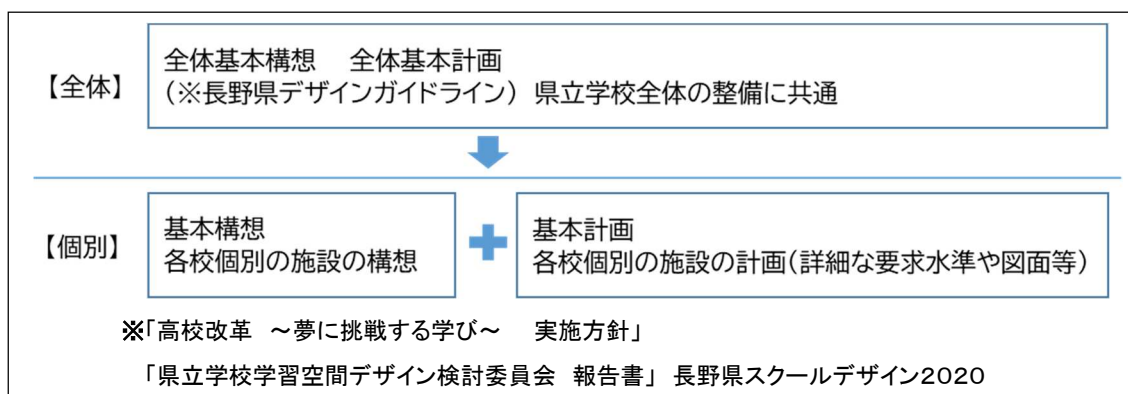 【全体】
全体基本構想　全体基本計画
(※長野県デザインガイドライン) 県立学校全体の整備に共通
【個別】
基本構想
各校個別の施設の構想
基本計画
各校個別の施設の計画(詳細な要求水準や図面等)
※「高校改革　～夢に挑戦する学び～　実施方針」
「県立学校学習空間デザイン検討委員会　報告書」 長野県スクールデザイン2020